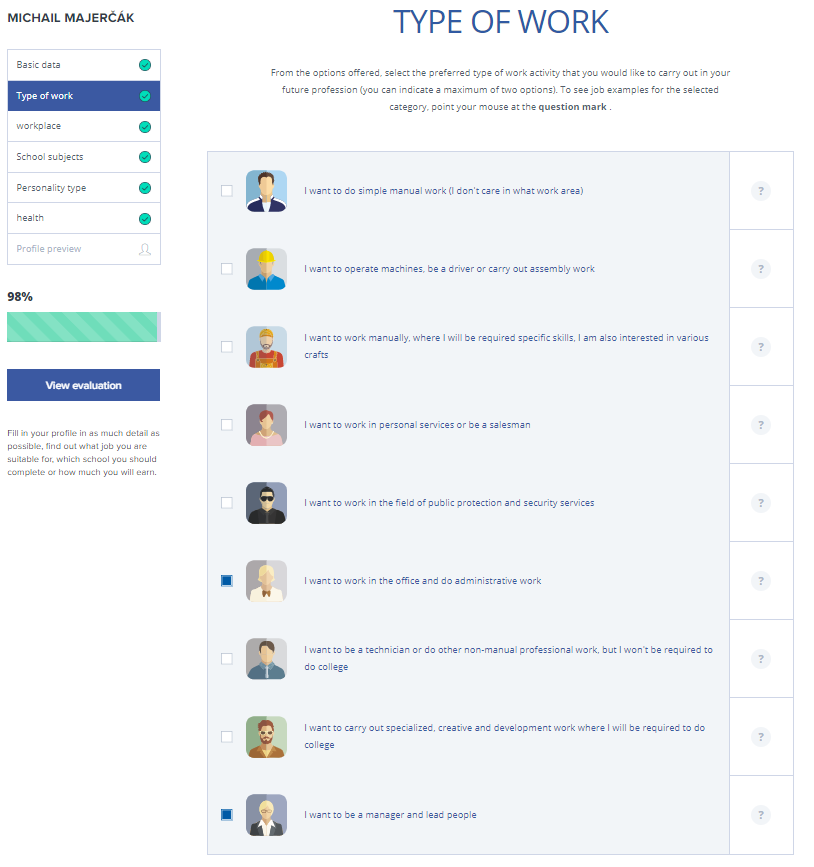 MICHAIL MAJERČÁK
Basic data
Type of work
workplace
School subjects
Personality type
health
Profile preview
98%
View evaluation
Fill in your profile in as much detail as
possible, find out what job you are
suitable for, which school you should
complete or how much you will earn.
TYPE OF WORK
From the options offered, select the preferred type of work activity that you would like to carry out in your
future profession (you can indicate a maximum of two options). To see job examples for the selected
category, point your mouse at the question mark .
I want to do simple manual work (I don't care in what work area)
?
I want to operate machines, be a driver or carry out assembly work
?
I want to work manually, where I will be required specific skills, I am also interested in various
crafts
?
I want to work in personal services or be a salesman
?
I want to work in the field of public protection and security services
?
I want to work in the office and do administrative work
?
I want to be a technician or do other non-manual professional work, but I won't be required to
do college
?
I want to carry out specialized, creative and development work where I will be required to do
college
?
I want to be a manager and lead people
?